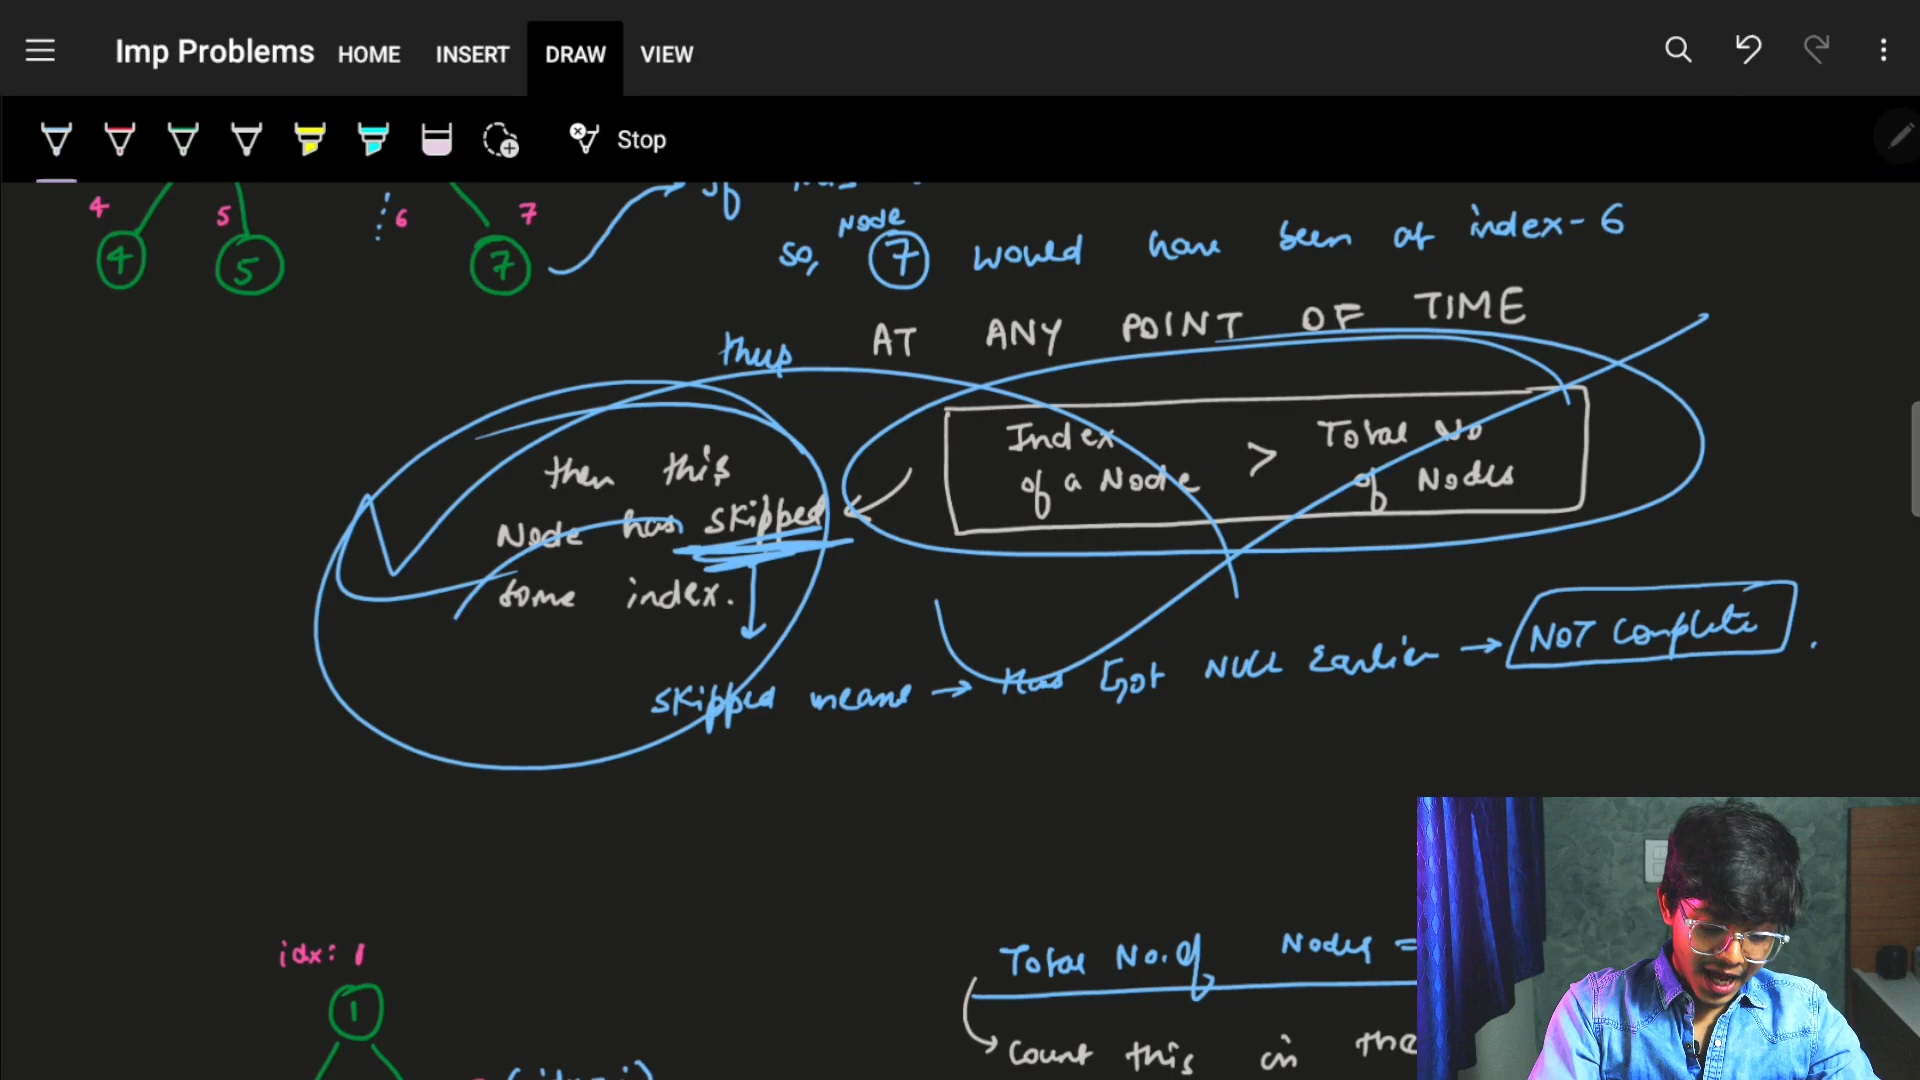 Imp Problems HOME INSERT DRAW VIEW
Stop
4 5 6 7
4 5 7
Node
so, 7 would have been at index-6
AT ANY POINT OF TIME
thus
Index > Total No
of a Node of Nodes
then this
Node has skipped
some index.
skipped means → Has Got NULL Earlier → NOT Complete.
idx: 1
1
Total No. of Nodes =
Count this in the